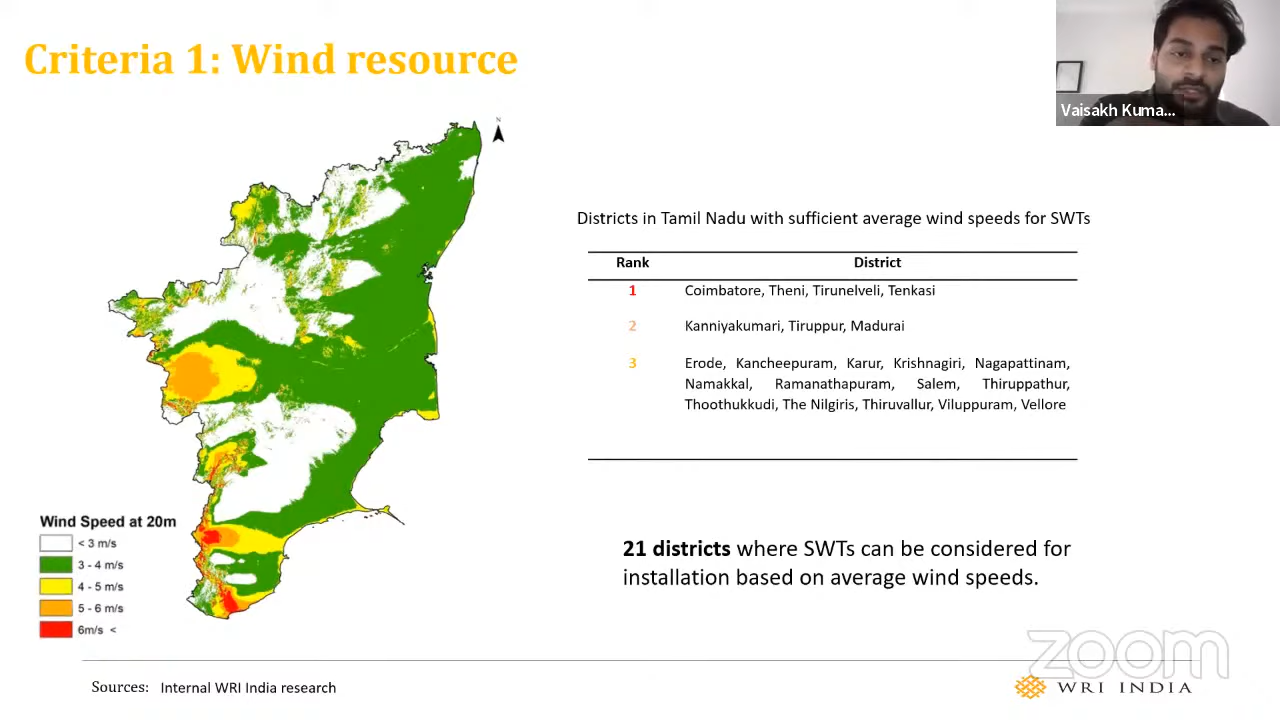 Criteria 1: Wind resource
Vaisakh Kuma...
N
Districts in Tamil Nadu with sufficient average wind speeds for SWTs
Rank District
1 Coimbatore, Theni, Tirunelveli, Tenkasi
2 Kanniyakumari, Tiruppur, Madurai
3 Erode, Kancheepuram, Karur, Krishnagiri, Nagapattinam,
Namakkal, Ramanathapuram, Salem, Thiruppathur,
Thoothukkudi, The Nilgiris, Thiruvallur, Viluppuram, Vellore
Wind Speed at 20m
< 3 m/s
3 - 4 m/s
4 - 5 m/s
5 - 6 m/s
6m/s <
21 districts where SWTs can be considered for
installation based on average wind speeds.
zoom
Sources: Internal WRI India research
WRI INDIA